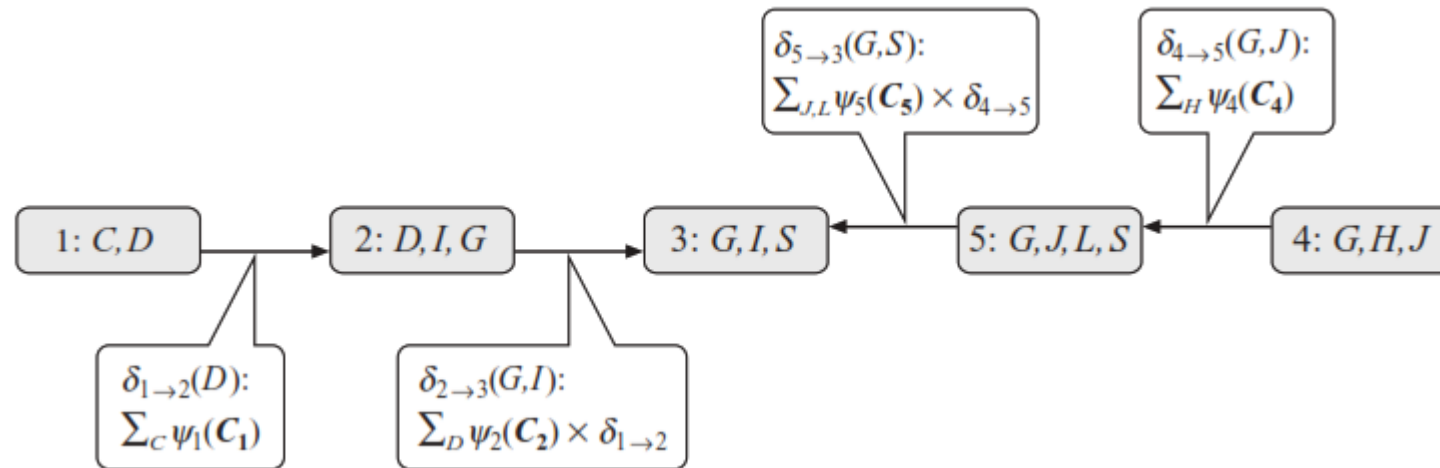 δ5→3(G,S):
∑J,L ψ5(C5) × δ4→5
δ4→5(G,J):
∑H ψ4(C4)
1: C,D
2: D,I,G
3: G,I,S
5: G,J,L,S
4: G,H,J
δ1→2(D):
∑C ψ1(C1)
δ2→3(G,I):
∑D ψ2(C2) × δ1→2